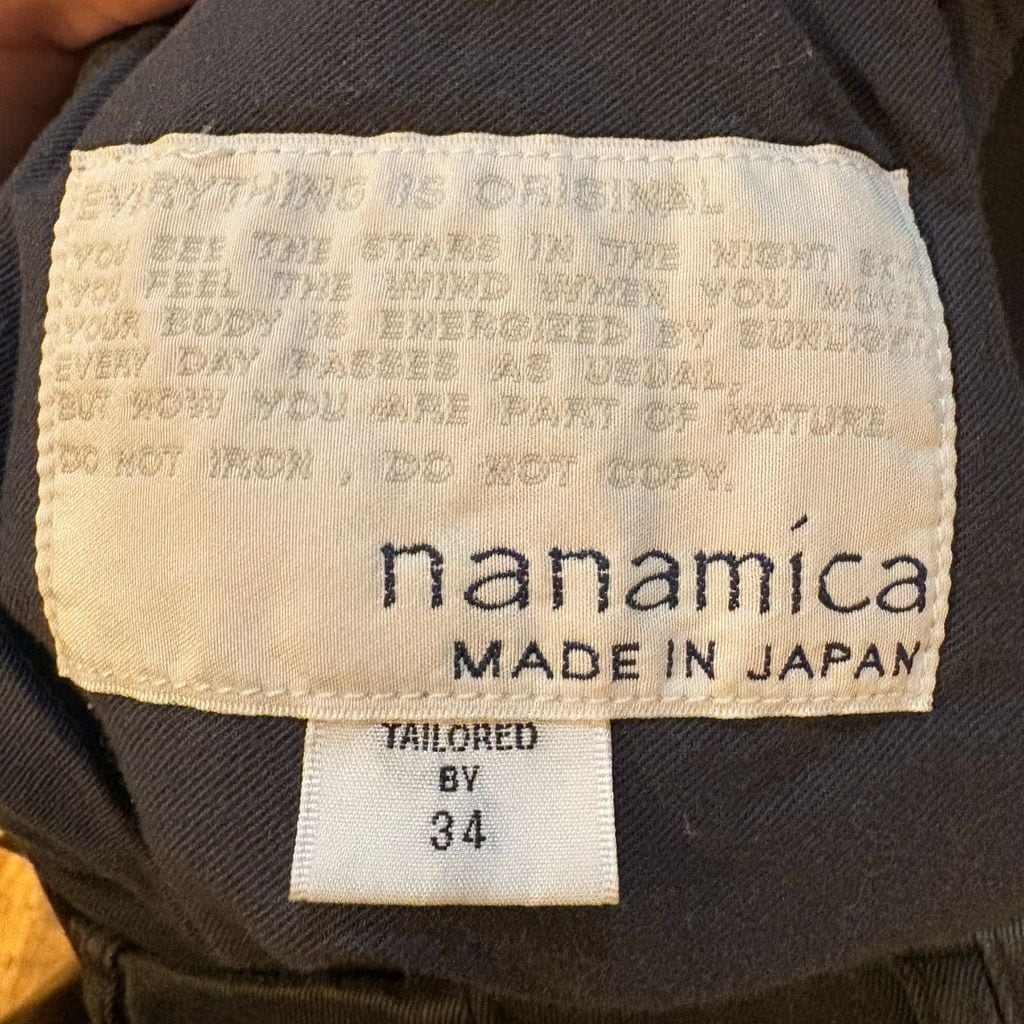 EVERYTHING IS ORIGINAL
YOU SEE THE STARS IN THE NIGHT
YOU FEEL THE WIND WHEN YOU MOVE
YOUR BODY IS ENERGIZED BY SUNLIGHT
EVERY DAY PASSES AS USUAL.
BUT NOW YOU ARE PART OF NATURE
DO NOT IRON , DO NOT COPY.
nanamica
MADE IN JAPAN
TAILORED
BY
34